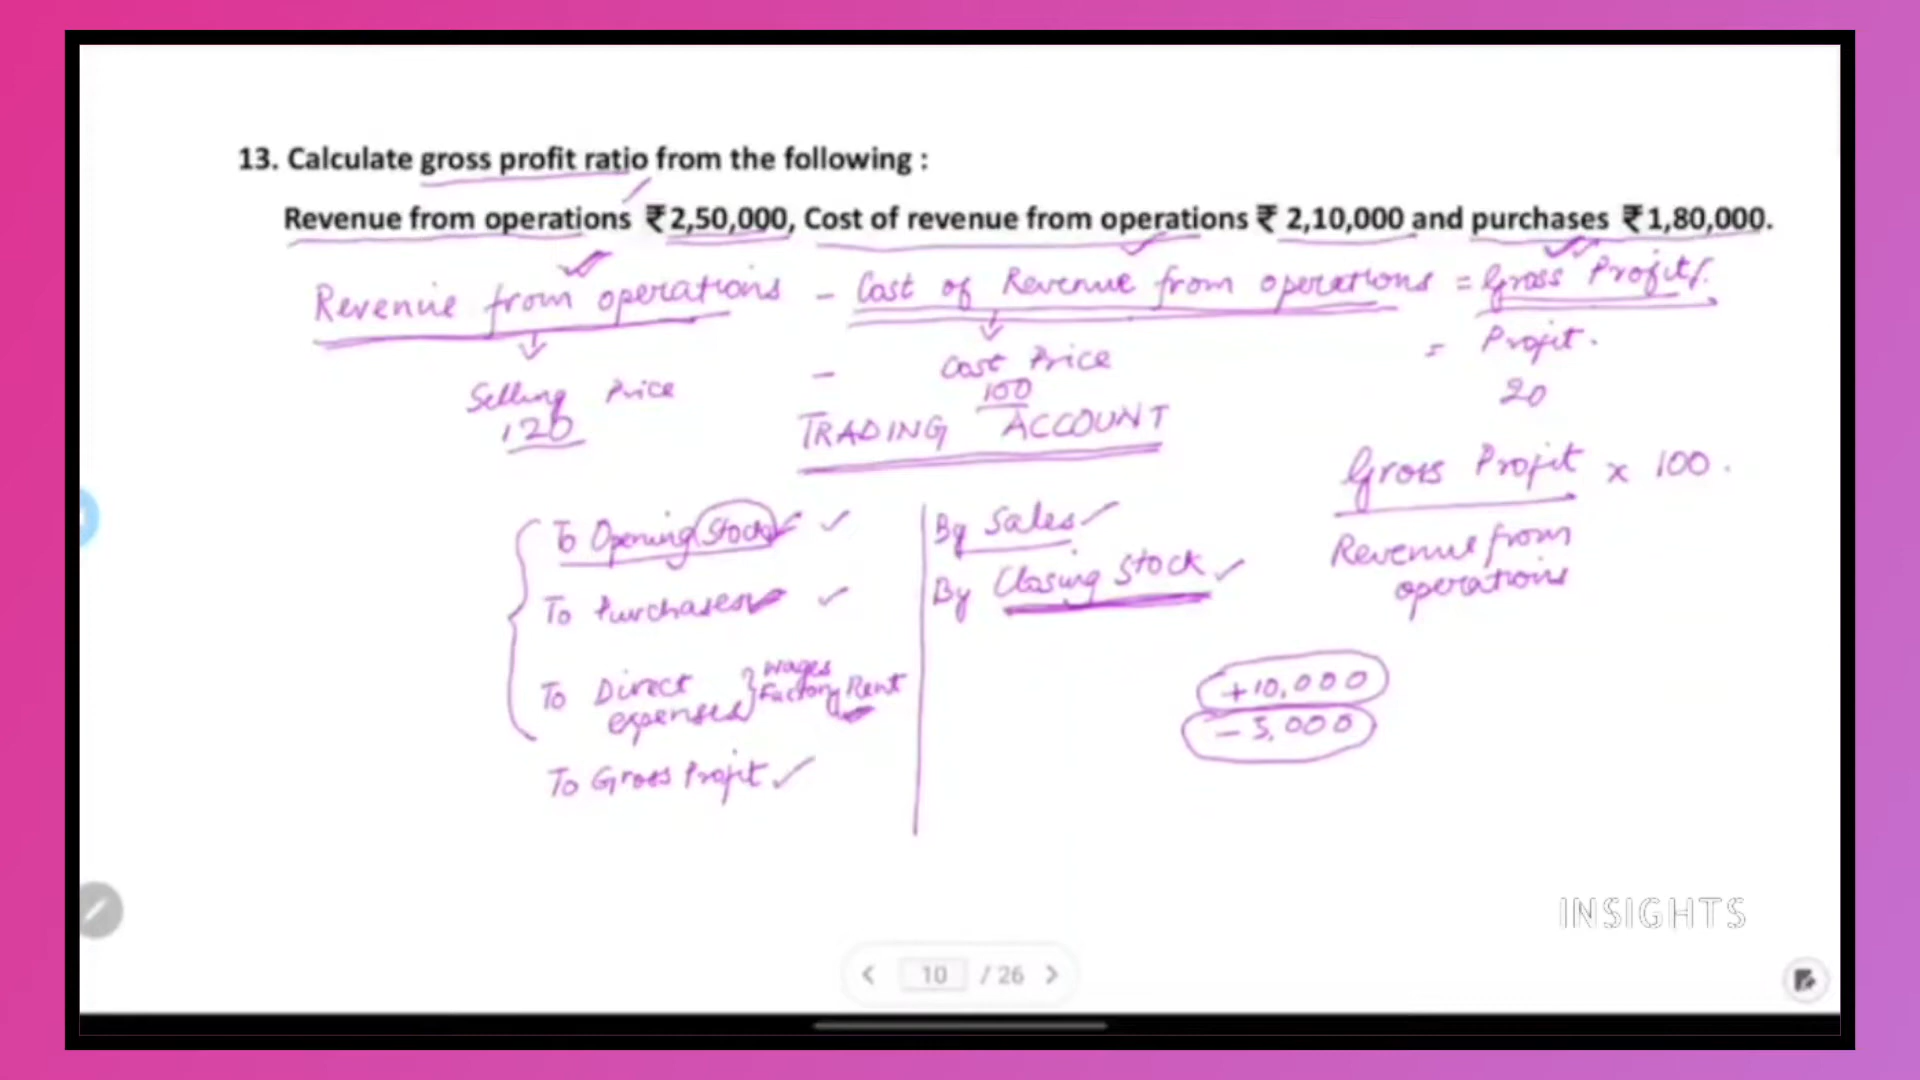 13. Calculate gross profit ratio from the following :
Revenue from operations ₹2,50,000, Cost of revenue from operations ₹ 2,10,000 and purchases ₹1,80,000.
Revenue from operations - Cost of Revenue from operations = Gross Profit.
Selling Price - Cost Price = Profit.
120 100 20
TRADING ACCOUNT
Gross Profit x 100.
Revenue from
operations
To Opening Stock By Sales
To Purchases By Closing Stock
To Direct expenses } Wages Factory Rent
To Gross Profit
+10,000
- 5,000
INSIGHTS
10 / 26